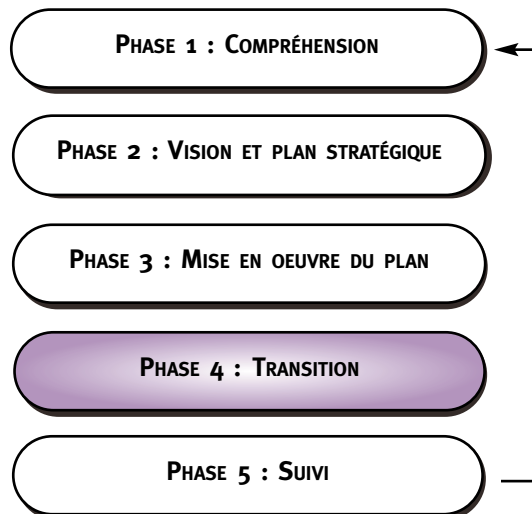 Phase 1 : Compréhension
Phase 2 : Vision et plan stratégique
Phase 3 : Mise en oeuvre du plan
Phase 4 : Transition
Phase 5 : Suivi